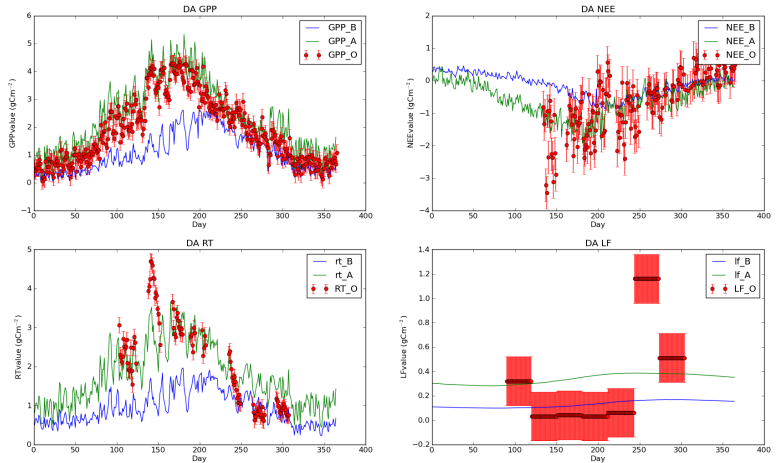 DA GPP
GPP_B
GPP_A
GPP_O
GPPvalue (gCm⁻²)
6
5
4
3
2
1
0
−1
0 50 100 150 200 250 300 350 400
Day
DA NEE
NEE_B
NEE_A
NEE_O
NEEvalue (gCm⁻²)
2
1
0
−1
−2
−3
−4
0 50 100 150 200 250 300 350 400
Day
DA RT
rt_B
rt_A
RT_O
RTvalue (gCm⁻²)
5
4
3
2
1
0
0 50 100 150 200 250 300 350 400
Day
DA LF
lf_B
lf_A
LF_O
LFvalue (gCm⁻²)
1.4
1.2
1.0
0.8
0.6
0.4
0.2
0.0
−0.2
0 50 100 150 200 250 300 350 400
Day